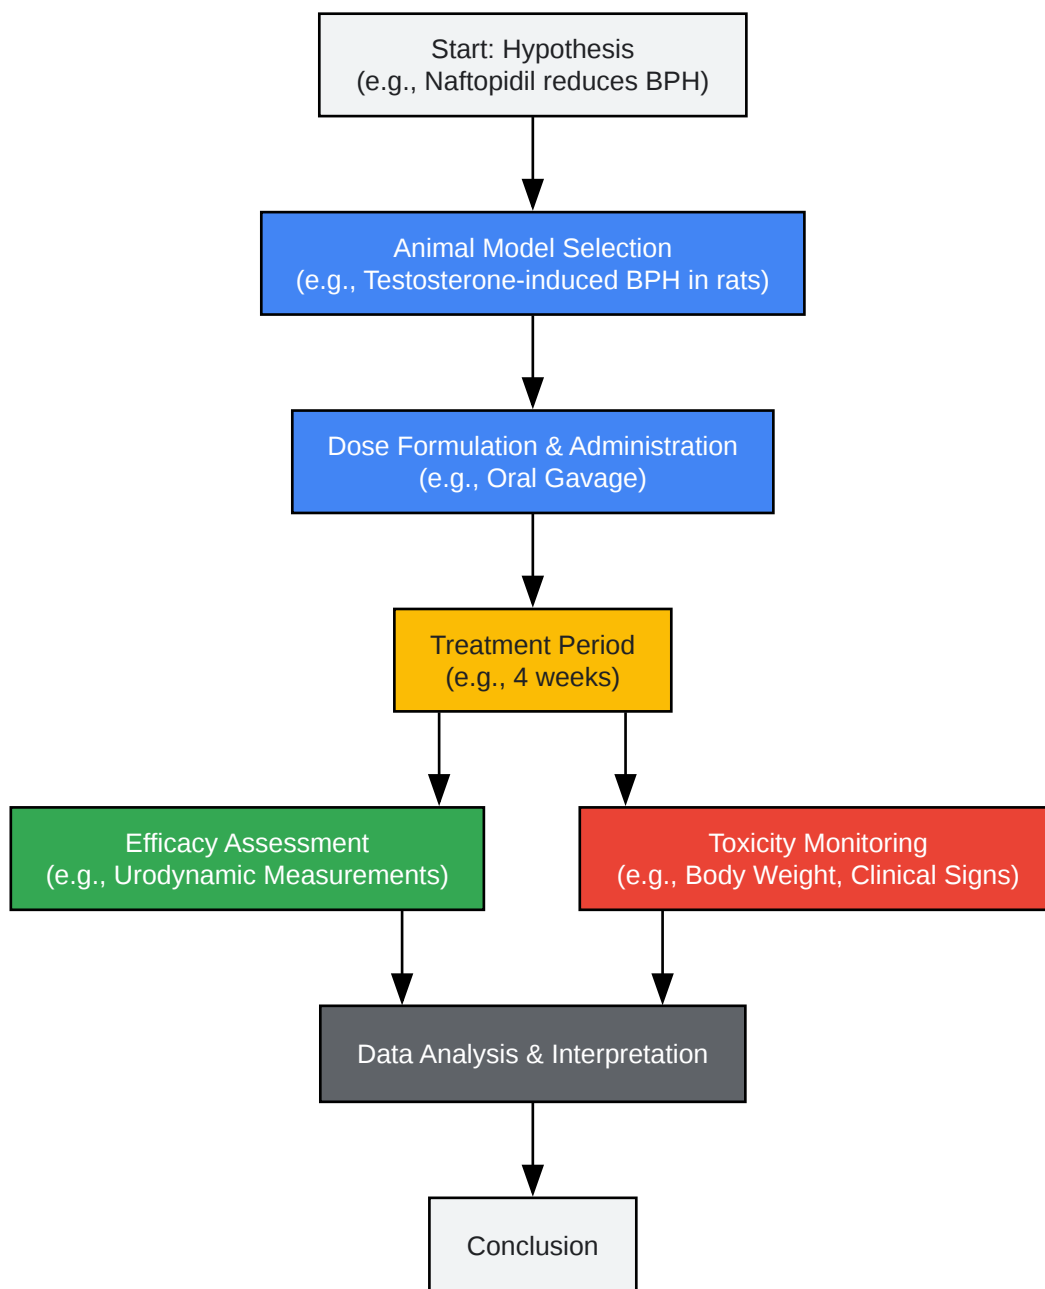 Start: Hypothesis
(e.g., Naftopidil reduces BPH)
Animal Model Selection
(e.g., Testosterone-induced BPH in rats)
Dose Formulation & Administration
(e.g., Oral Gavage)
Treatment Period
(e.g., 4 weeks)
Efficacy Assessment
(e.g., Urodynamic Measurements)
Toxicity Monitoring
(e.g., Body Weight, Clinical Signs)
Data Analysis & Interpretation
Conclusion